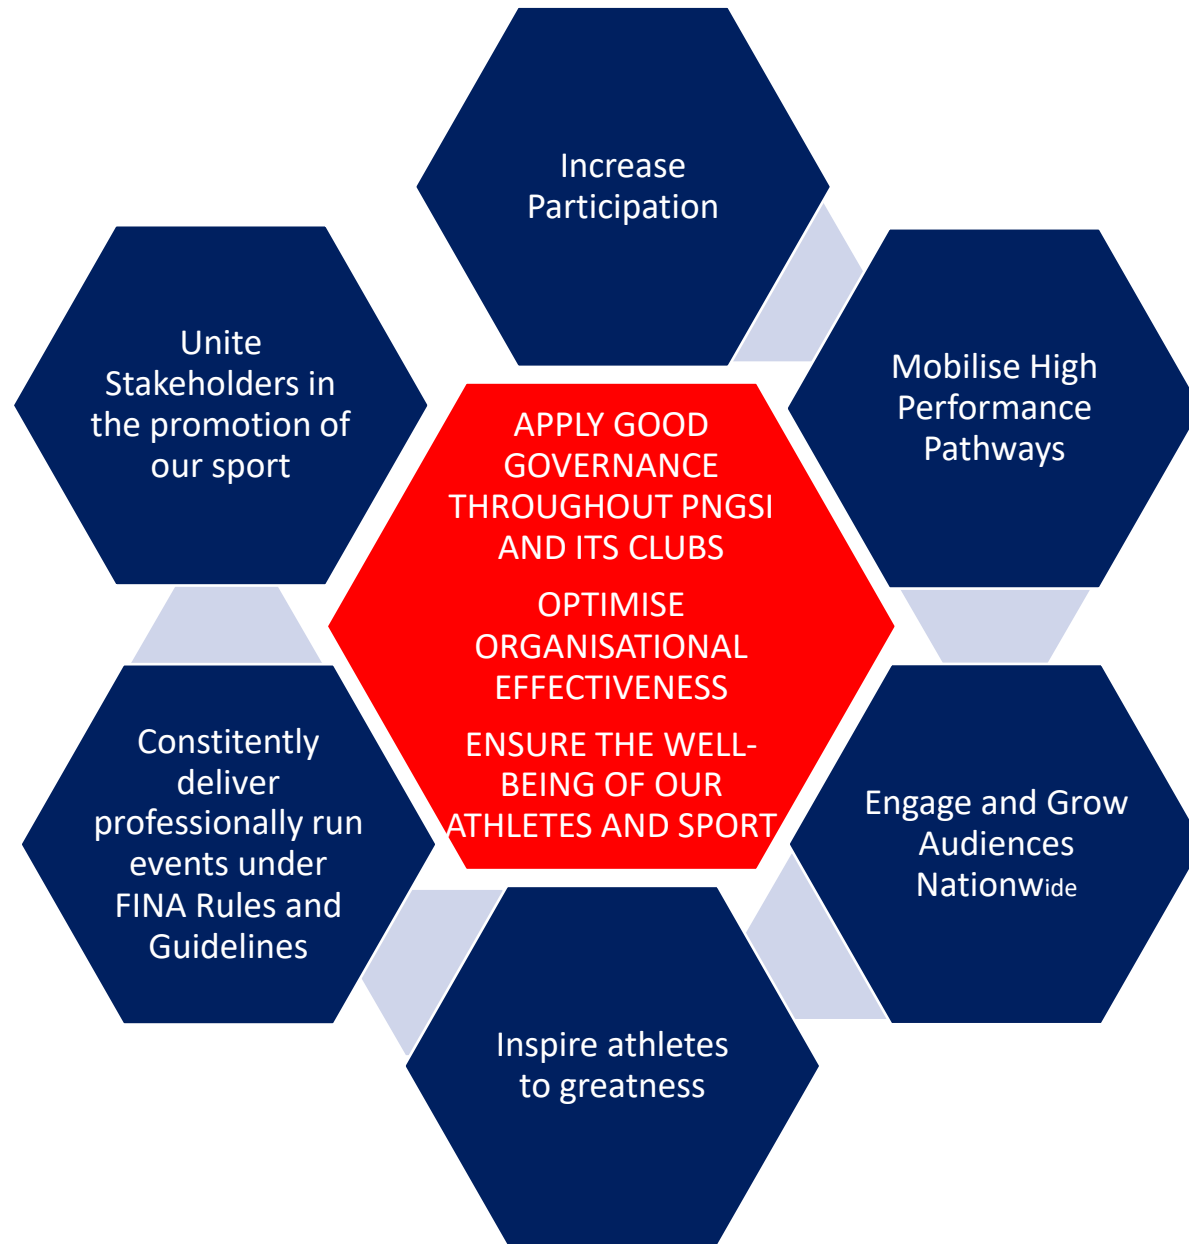 Increase
Participation
Mobilise High
Performance
Pathways
Engage and Grow
Audiences
Nationwide
Inspire athletes
to greatness
Constitently
deliver
professionally run
events under
FINA Rules and
Guidelines
Unite
Stakeholders in
the promotion of
our sport
APPLY GOOD
GOVERNANCE
THROUGHOUT PNGSI
AND ITS CLUBS
OPTIMISE
ORGANISATIONAL
EFFECTIVENESS
ENSURE THE WELL-
BEING OF OUR
ATHLETES AND SPORT